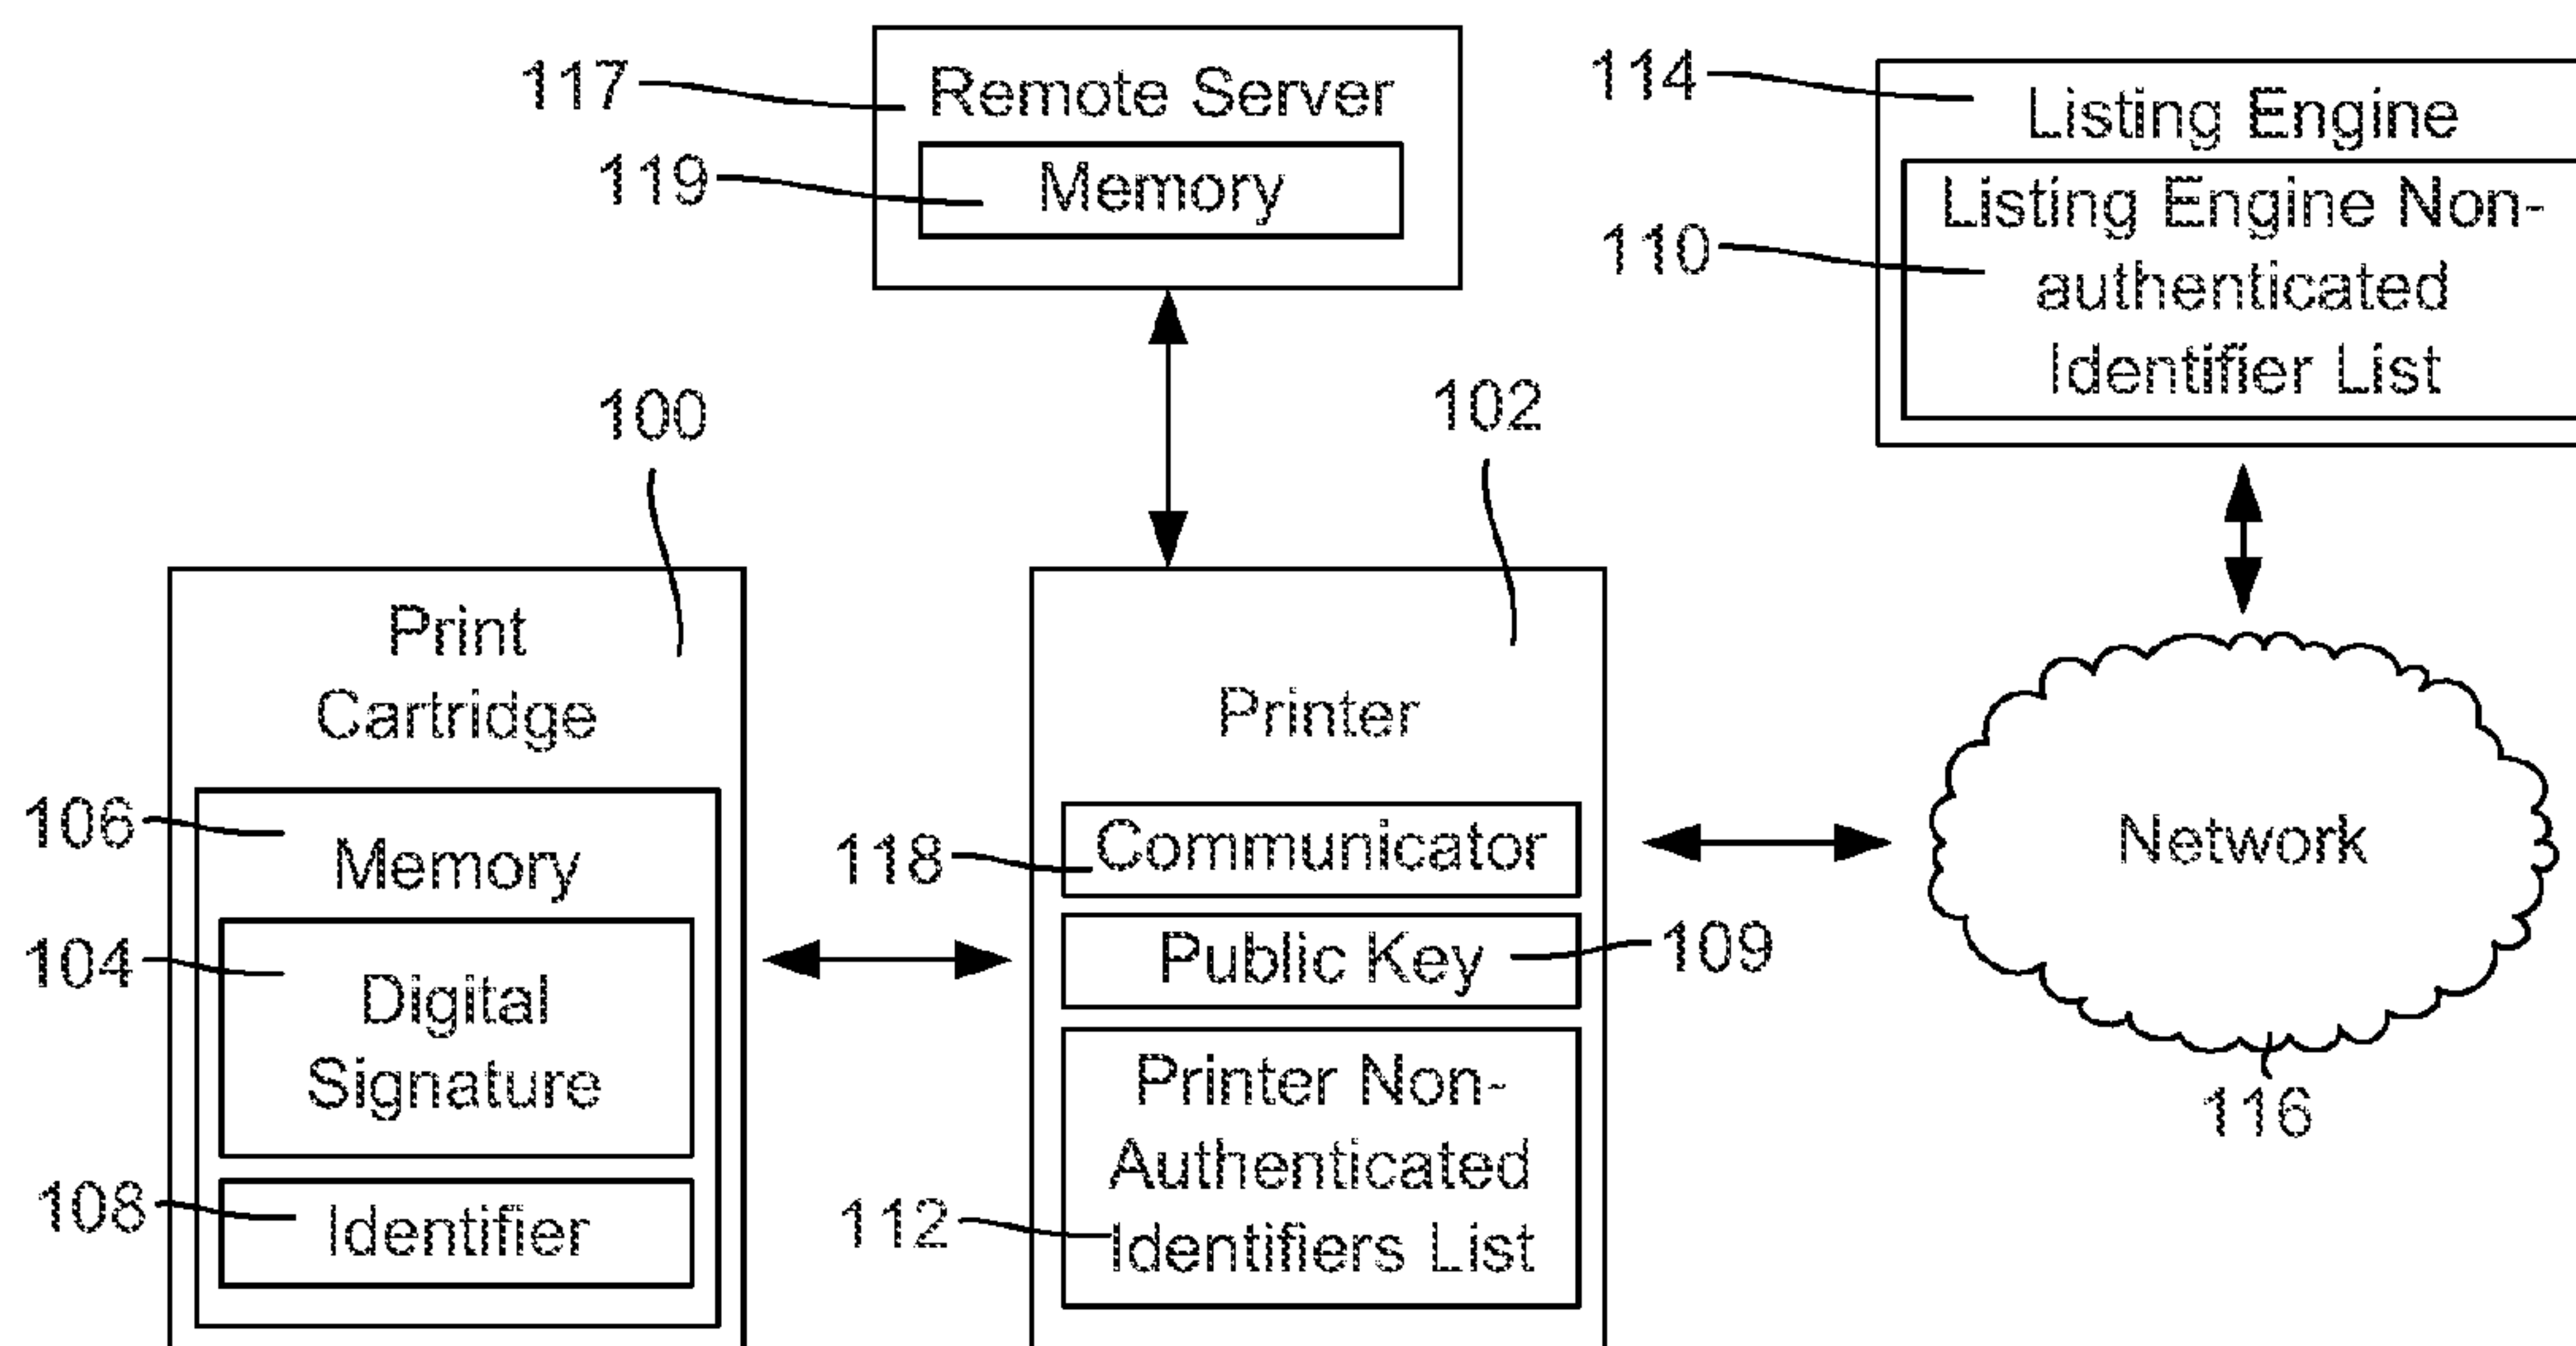 117
Remote Server
119
Memory
114
Listing Engine
110
Listing Engine Non-
authenticated
Identifier List
100
102
Print
Cartridge
106
Memory
104
Digital
Signature
108
Identifier
Printer
118
Communicator
Public Key
109
Printer Non-
Authenticated
112
Identifiers List
Network
116